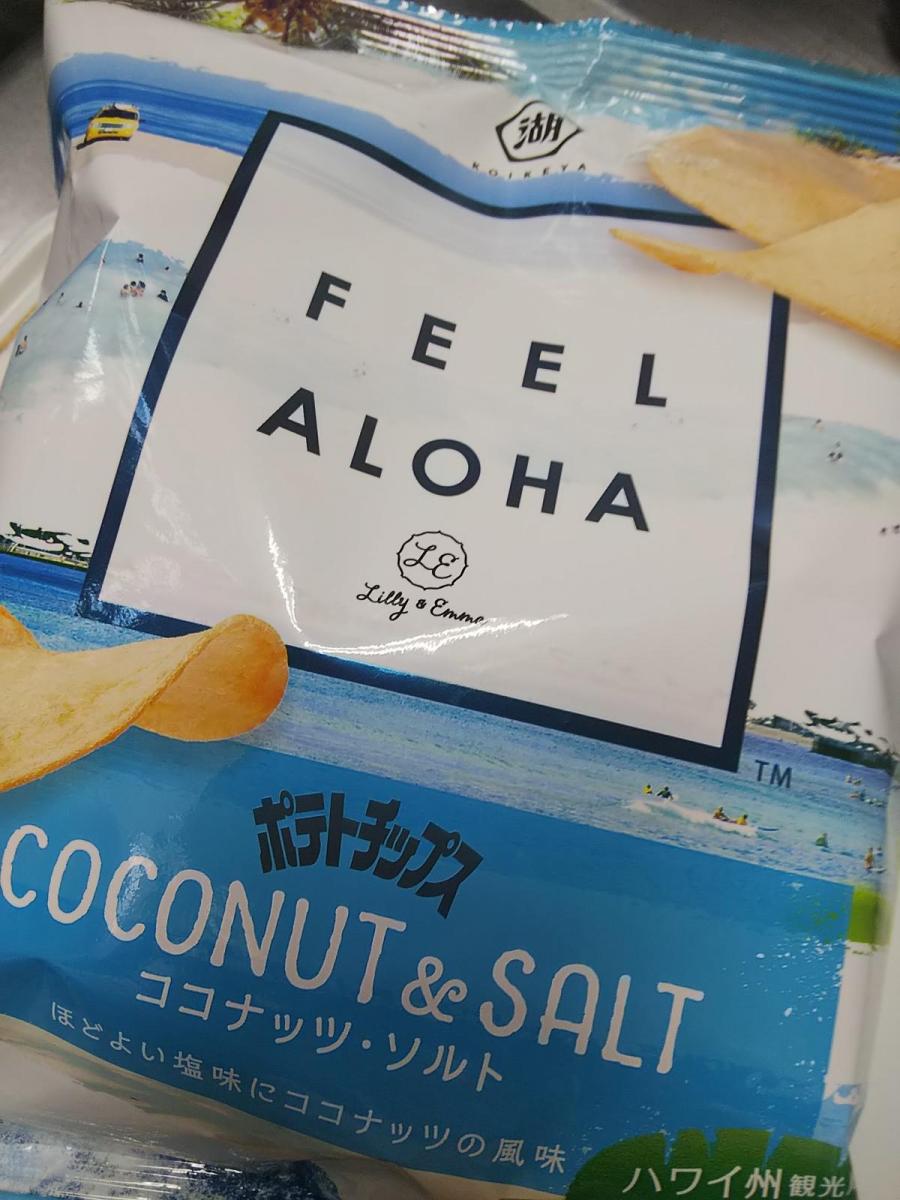 湖
KOIKEYA
FEEL
ALOHA
LE
Lilly & Emma
TM
ポテトチップス
COCONUT & SALT
ココナッツ・ソルト
ほどよい塩味にココナッツの風味
ハワイ州観光